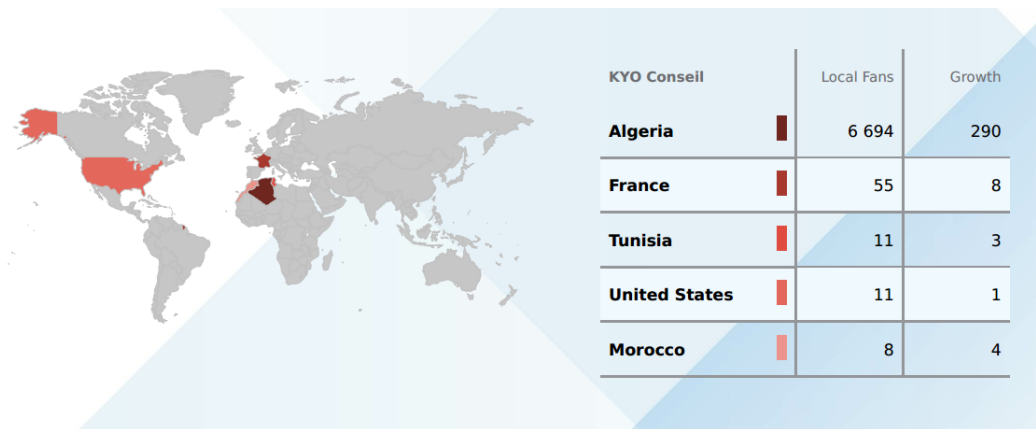 KYO Conseil Local Fans Growth
Algeria 6 694 290
France 55 8
Tunisia 11 3
United States 11 1
Morocco 8 4